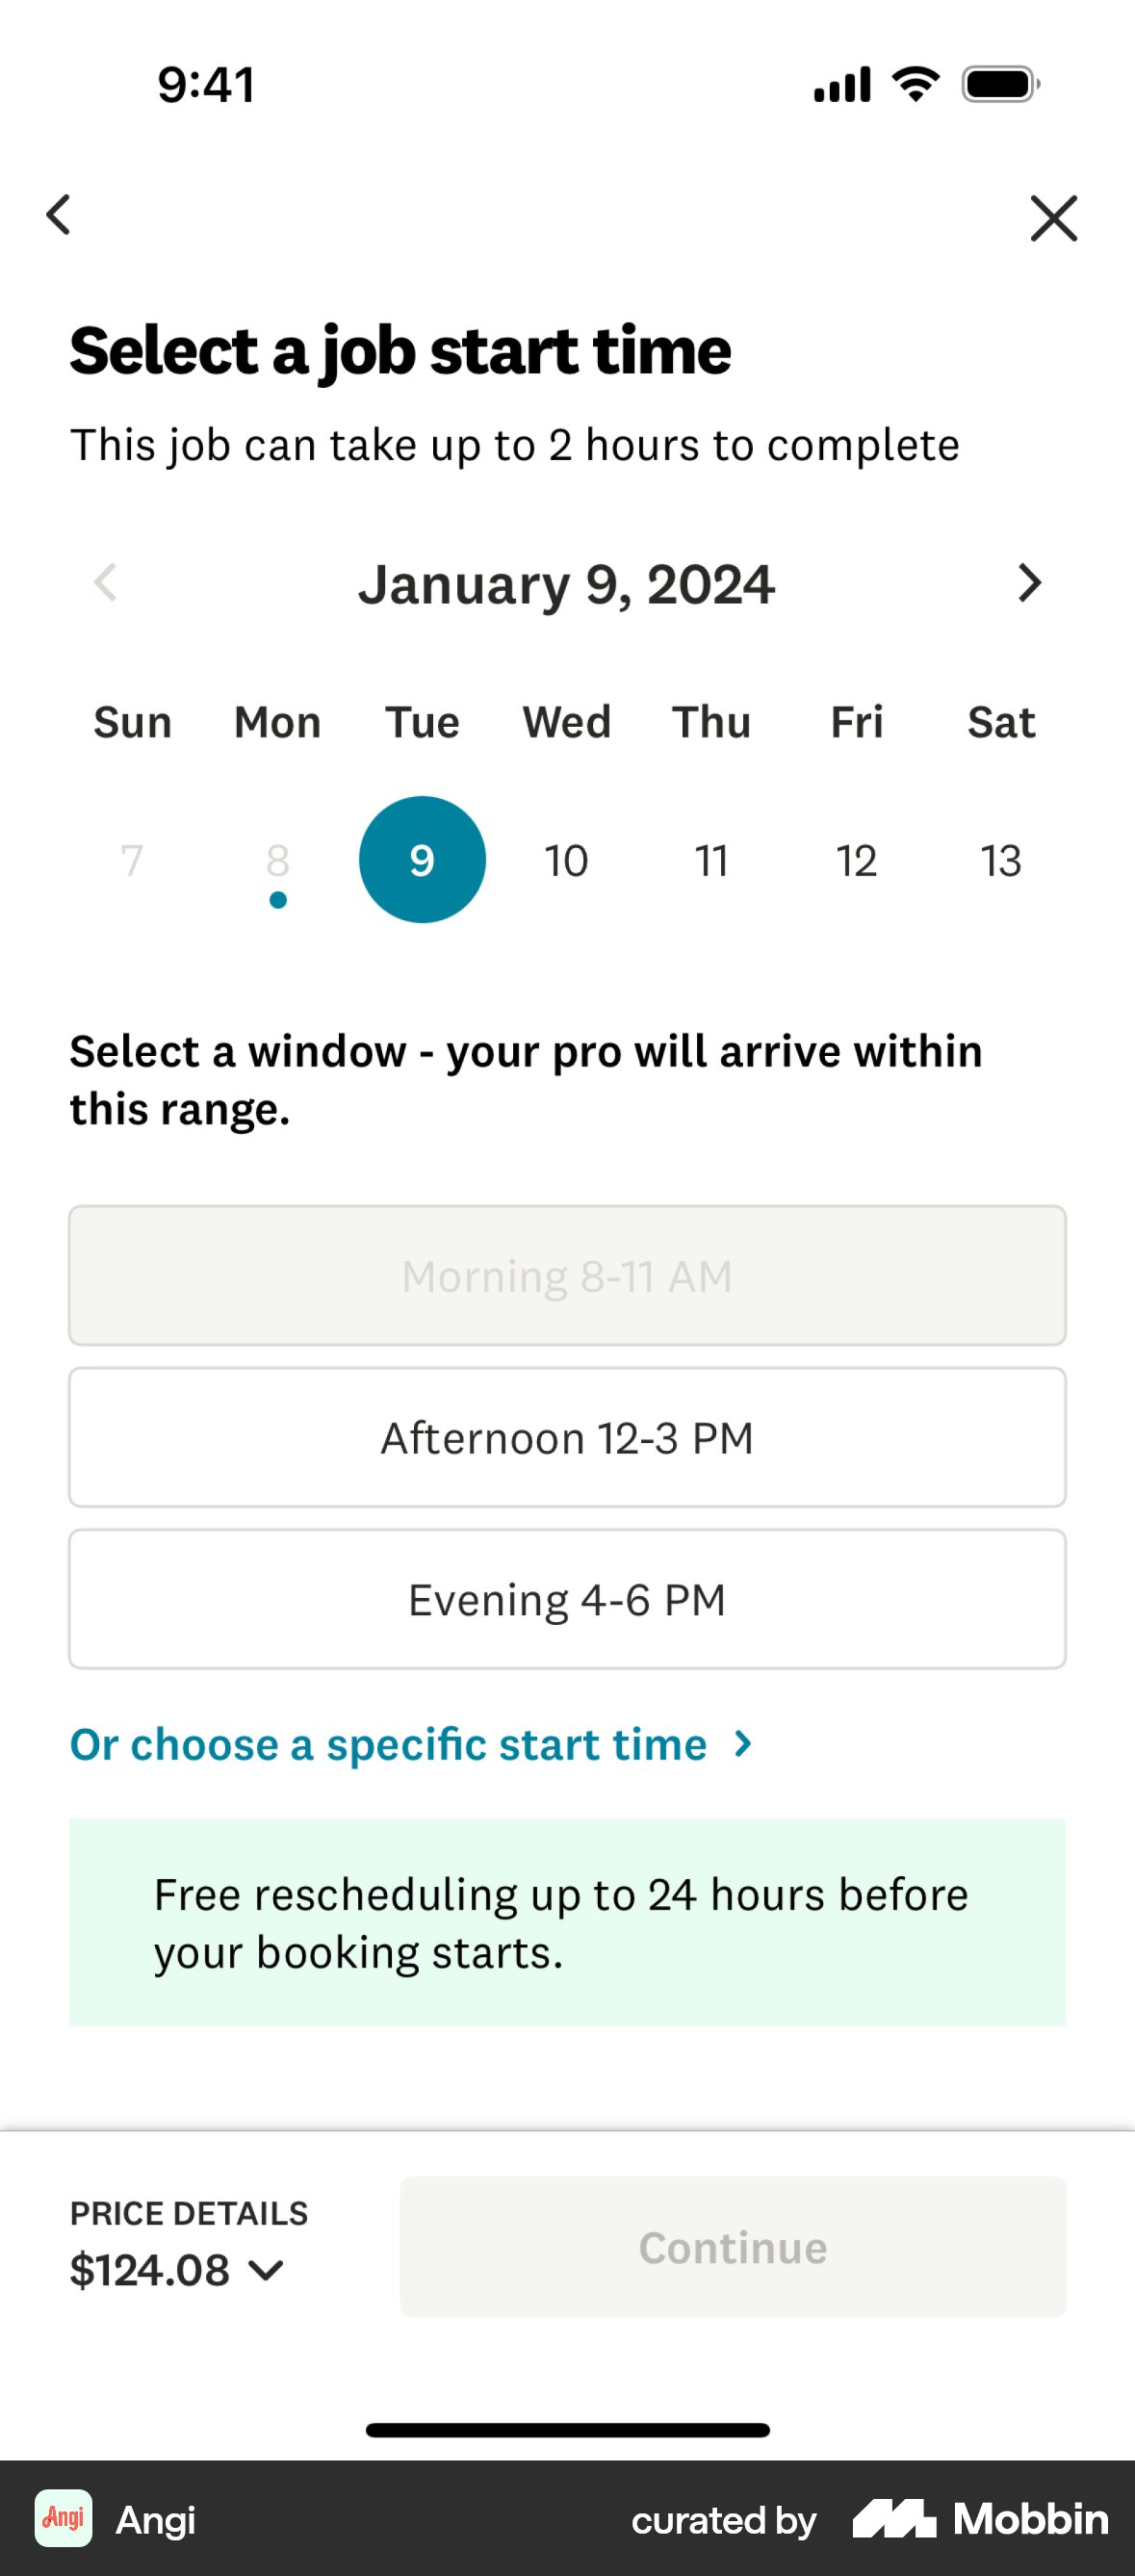 9:41
Select a job start time
This job can take up to 2 hours to complete
January 9, 2024
Sun Mon Tue Wed Thu Fri Sat
7 8 9 10 11 12 13
Select a window - your pro will arrive within
this range.
Morning 8-11 AM
Afternoon 12-3 PM
Evening 4-6 PM
Or choose a specific start time
Free rescheduling up to 24 hours before
your booking starts.
PRICE DETAILS
$124.08
Continue
Angi Angi curated by Mobbin